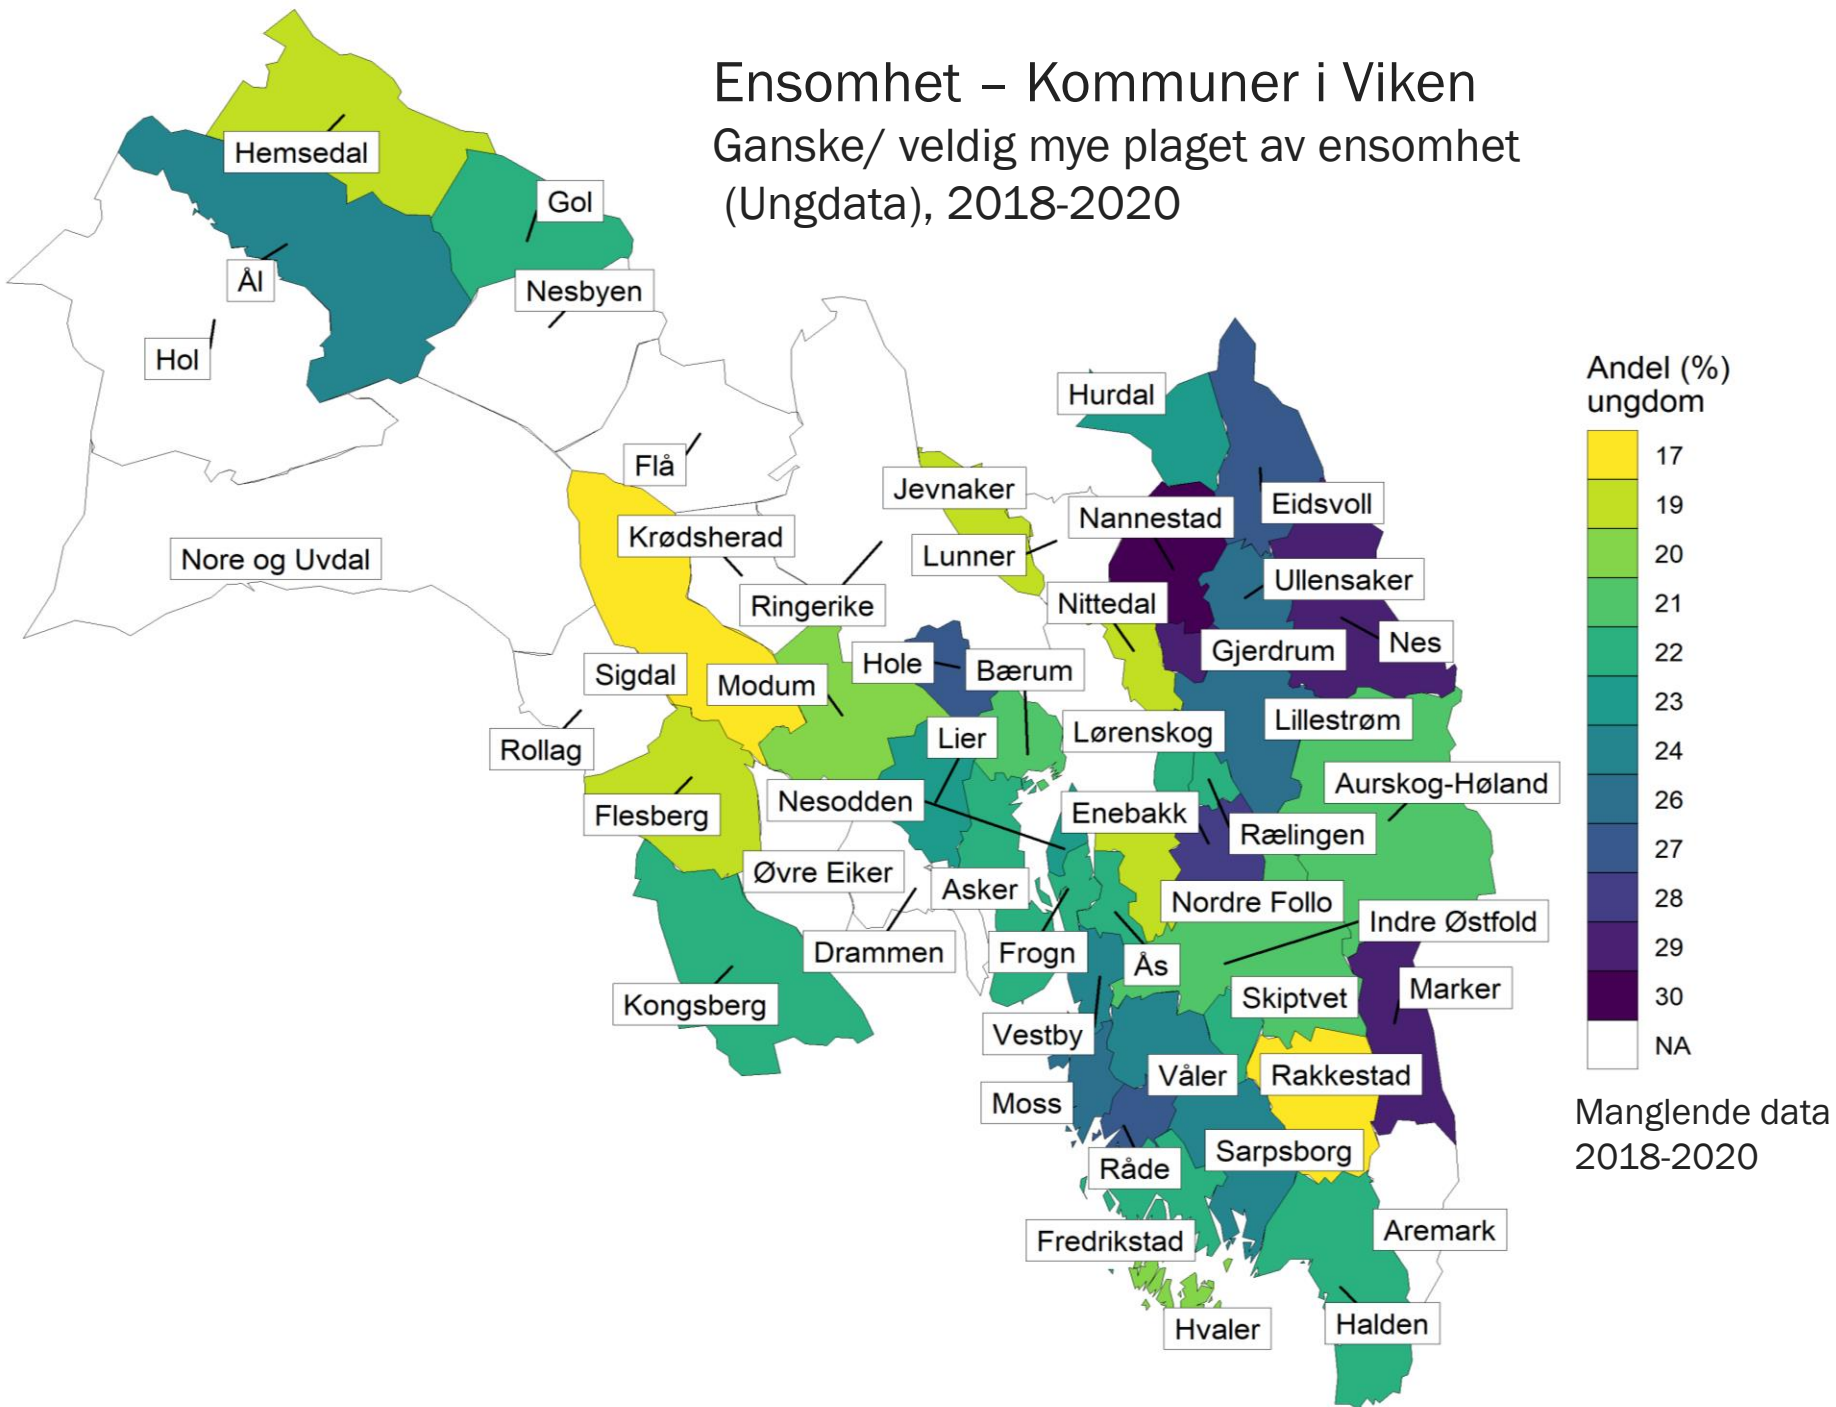 Ensomhet – Kommuner i Viken
Ganske/ veldig mye plaget av ensomhet
(Ungdata), 2018-2020
Hemsedal
Gol
Ål
Nesbyen
Hol
Hurdal
Flå
Jevnaker
Eidsvoll
Nannestad
Krødsherad
Nore og Uvdal
Lunner
Ullensaker
Ringerike
Nittedal
Nes
Gjerdrum
Hole
Bærum
Sigdal
Modum
Lillestrøm
Lørenskog
Lier
Rollag
Aurskog-Høland
Nesodden
Enebakk
Flesberg
Rælingen
Øvre Eiker
Asker
Nordre Follo
Indre Østfold
Drammen
Frogn
Ås
Marker
Skiptvet
Kongsberg
Vestby
Våler
Rakkestad
Moss
Sarpsborg
Råde
Aremark
Fredrikstad
Halden
Hvaler
Andel (%)
ungdom
17
19
20
21
22
23
24
26
27
28
29
30
NA
Manglende data
2018-2020